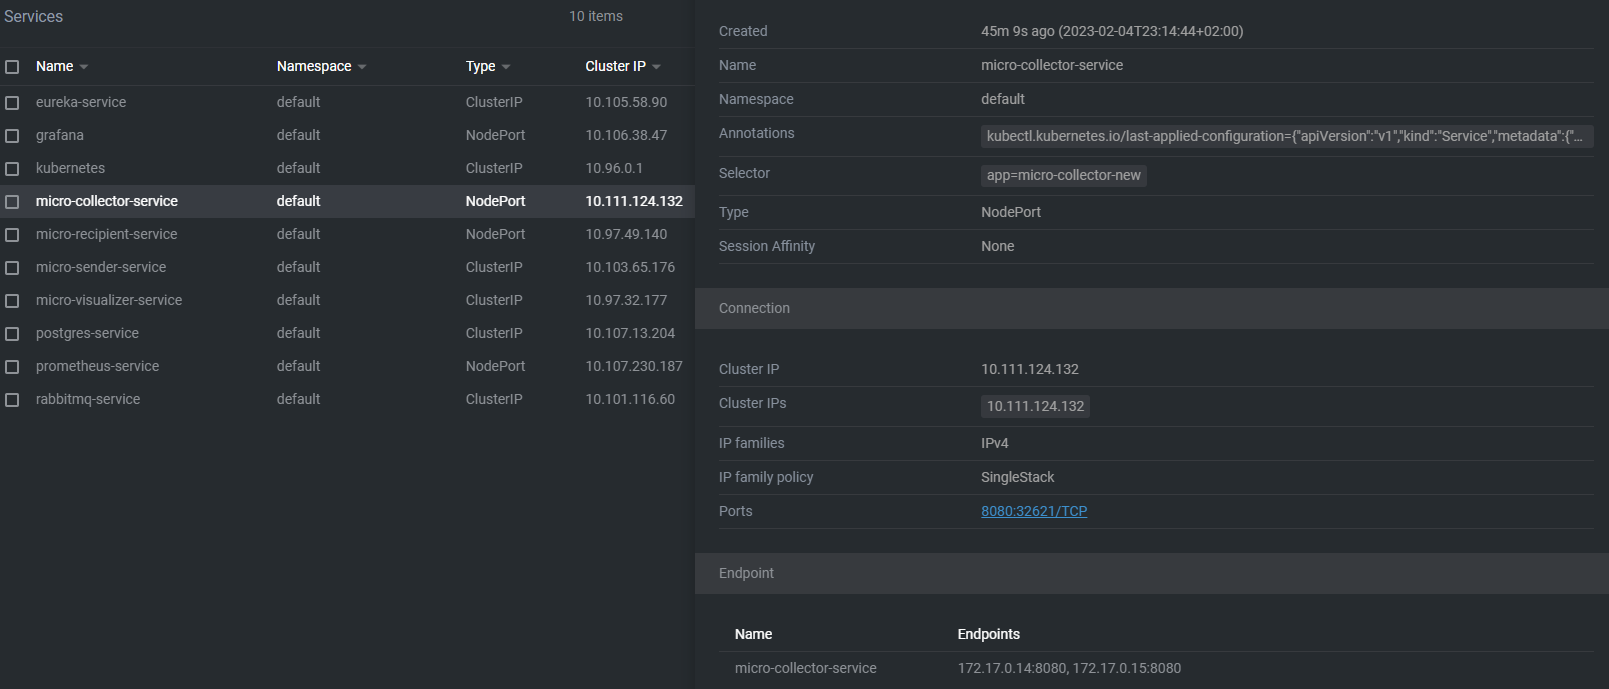 Services 10 items
Name Namespace Type Cluster IP
eureka-service default ClusterIP 10.105.58.90
grafana default NodePort 10.106.38.47
kubernetes default ClusterIP 10.96.0.1
micro-collector-service default NodePort 10.111.124.132
micro-recipient-service default NodePort 10.97.49.140
micro-sender-service default ClusterIP 10.103.65.176
micro-visualizer-service default ClusterIP 10.97.32.177
postgres-service default ClusterIP 10.107.13.204
prometheus-service default NodePort 10.107.230.187
rabbitmq-service default ClusterIP 10.101.116.60
Created 45m 9s ago (2023-02-04T23:14:44+02:00)
Name micro-collector-service
Namespace default
Annotations kubectl.kubernetes.io/last-applied-configuration={"apiVersion":"v1","kind":"Service","metadata":{"...
Selector app=micro-collector-new
Type NodePort
Session Affinity None
Connection
Cluster IP 10.111.124.132
Cluster IPs 10.111.124.132
IP families IPv4
IP family policy SingleStack
Ports 8080:32621/TCP
Endpoint
Name Endpoints
micro-collector-service 172.17.0.14:8080, 172.17.0.15:8080